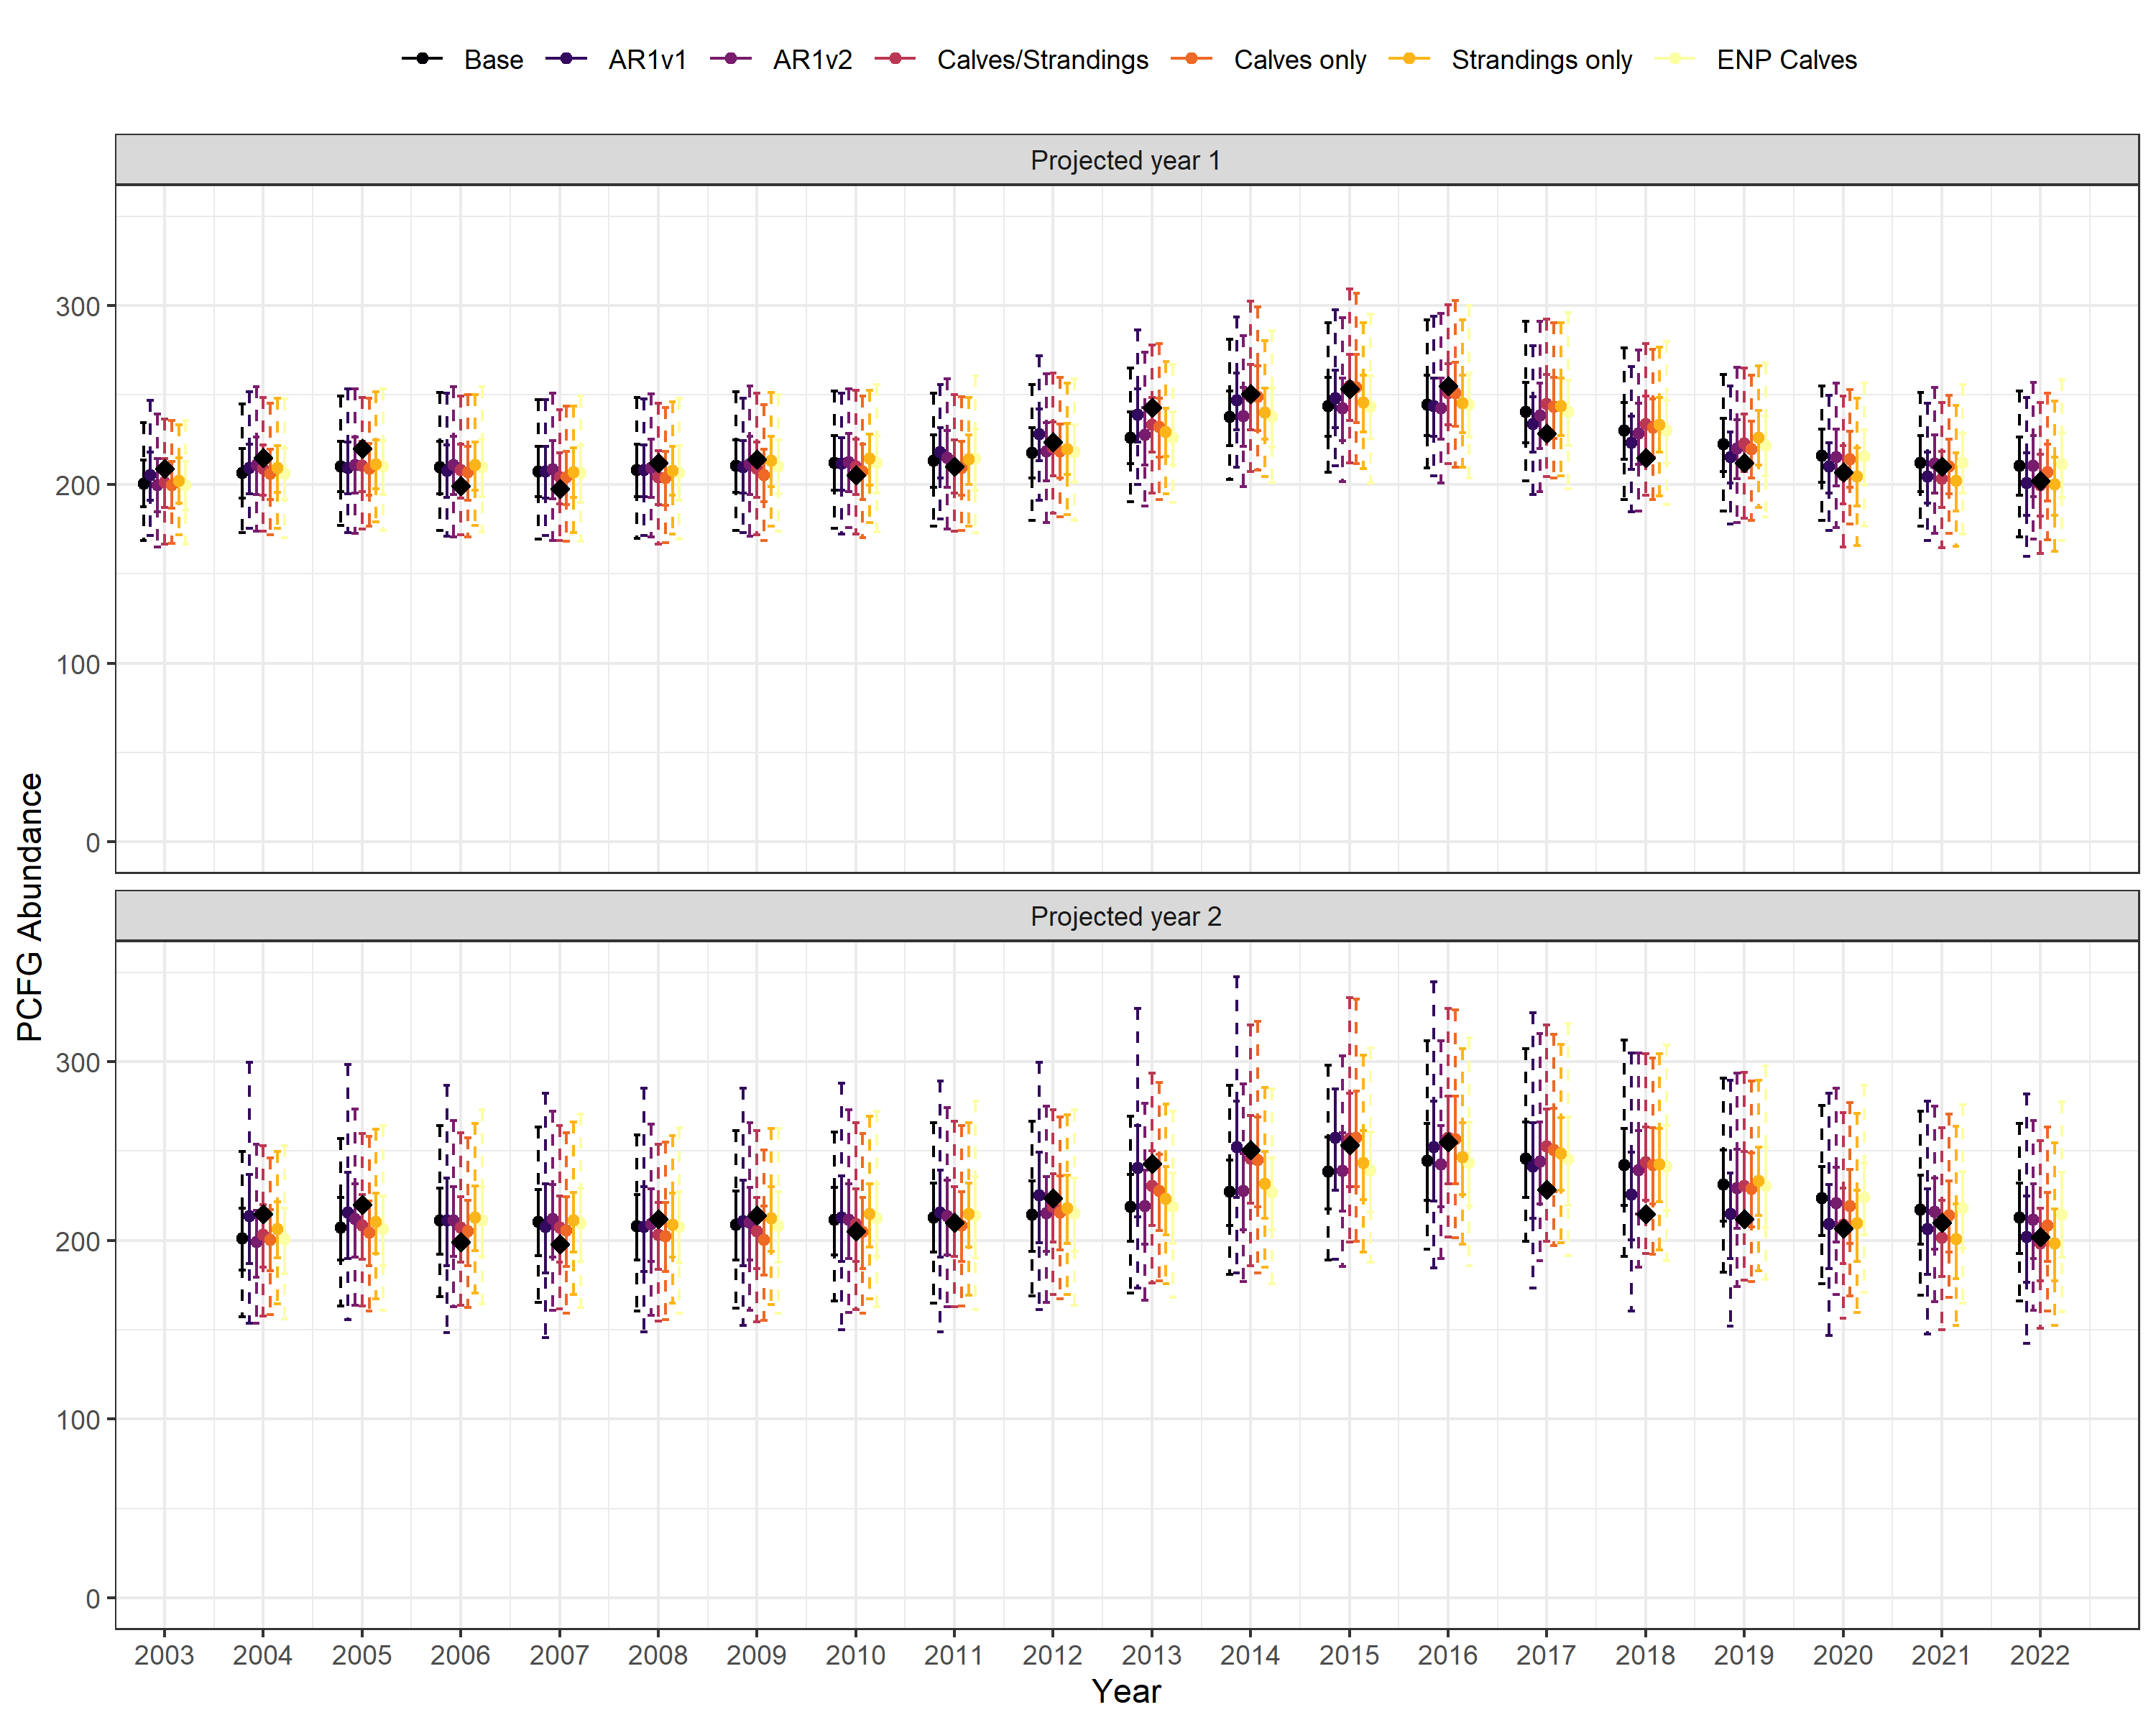 Base AR1v1 AR1v2 Calves/Strandings Calves only Strandings only ENP Calves
Projected year 1
300
200
100
0
PCFG Abundance
Projected year 2
300
200
100
0
2003 2004 2005 2006 2007 2008 2009 2010 2011 2012 2013 2014 2015 2016 2017 2018 2019 2020 2021 2022
Year